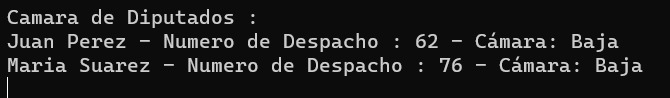 Camara de Diputados :
Juan Perez - Numero de Despacho : 62 - Cámara: Baja
Maria Suarez - Numero de Despacho : 76 - Cámara: Baja